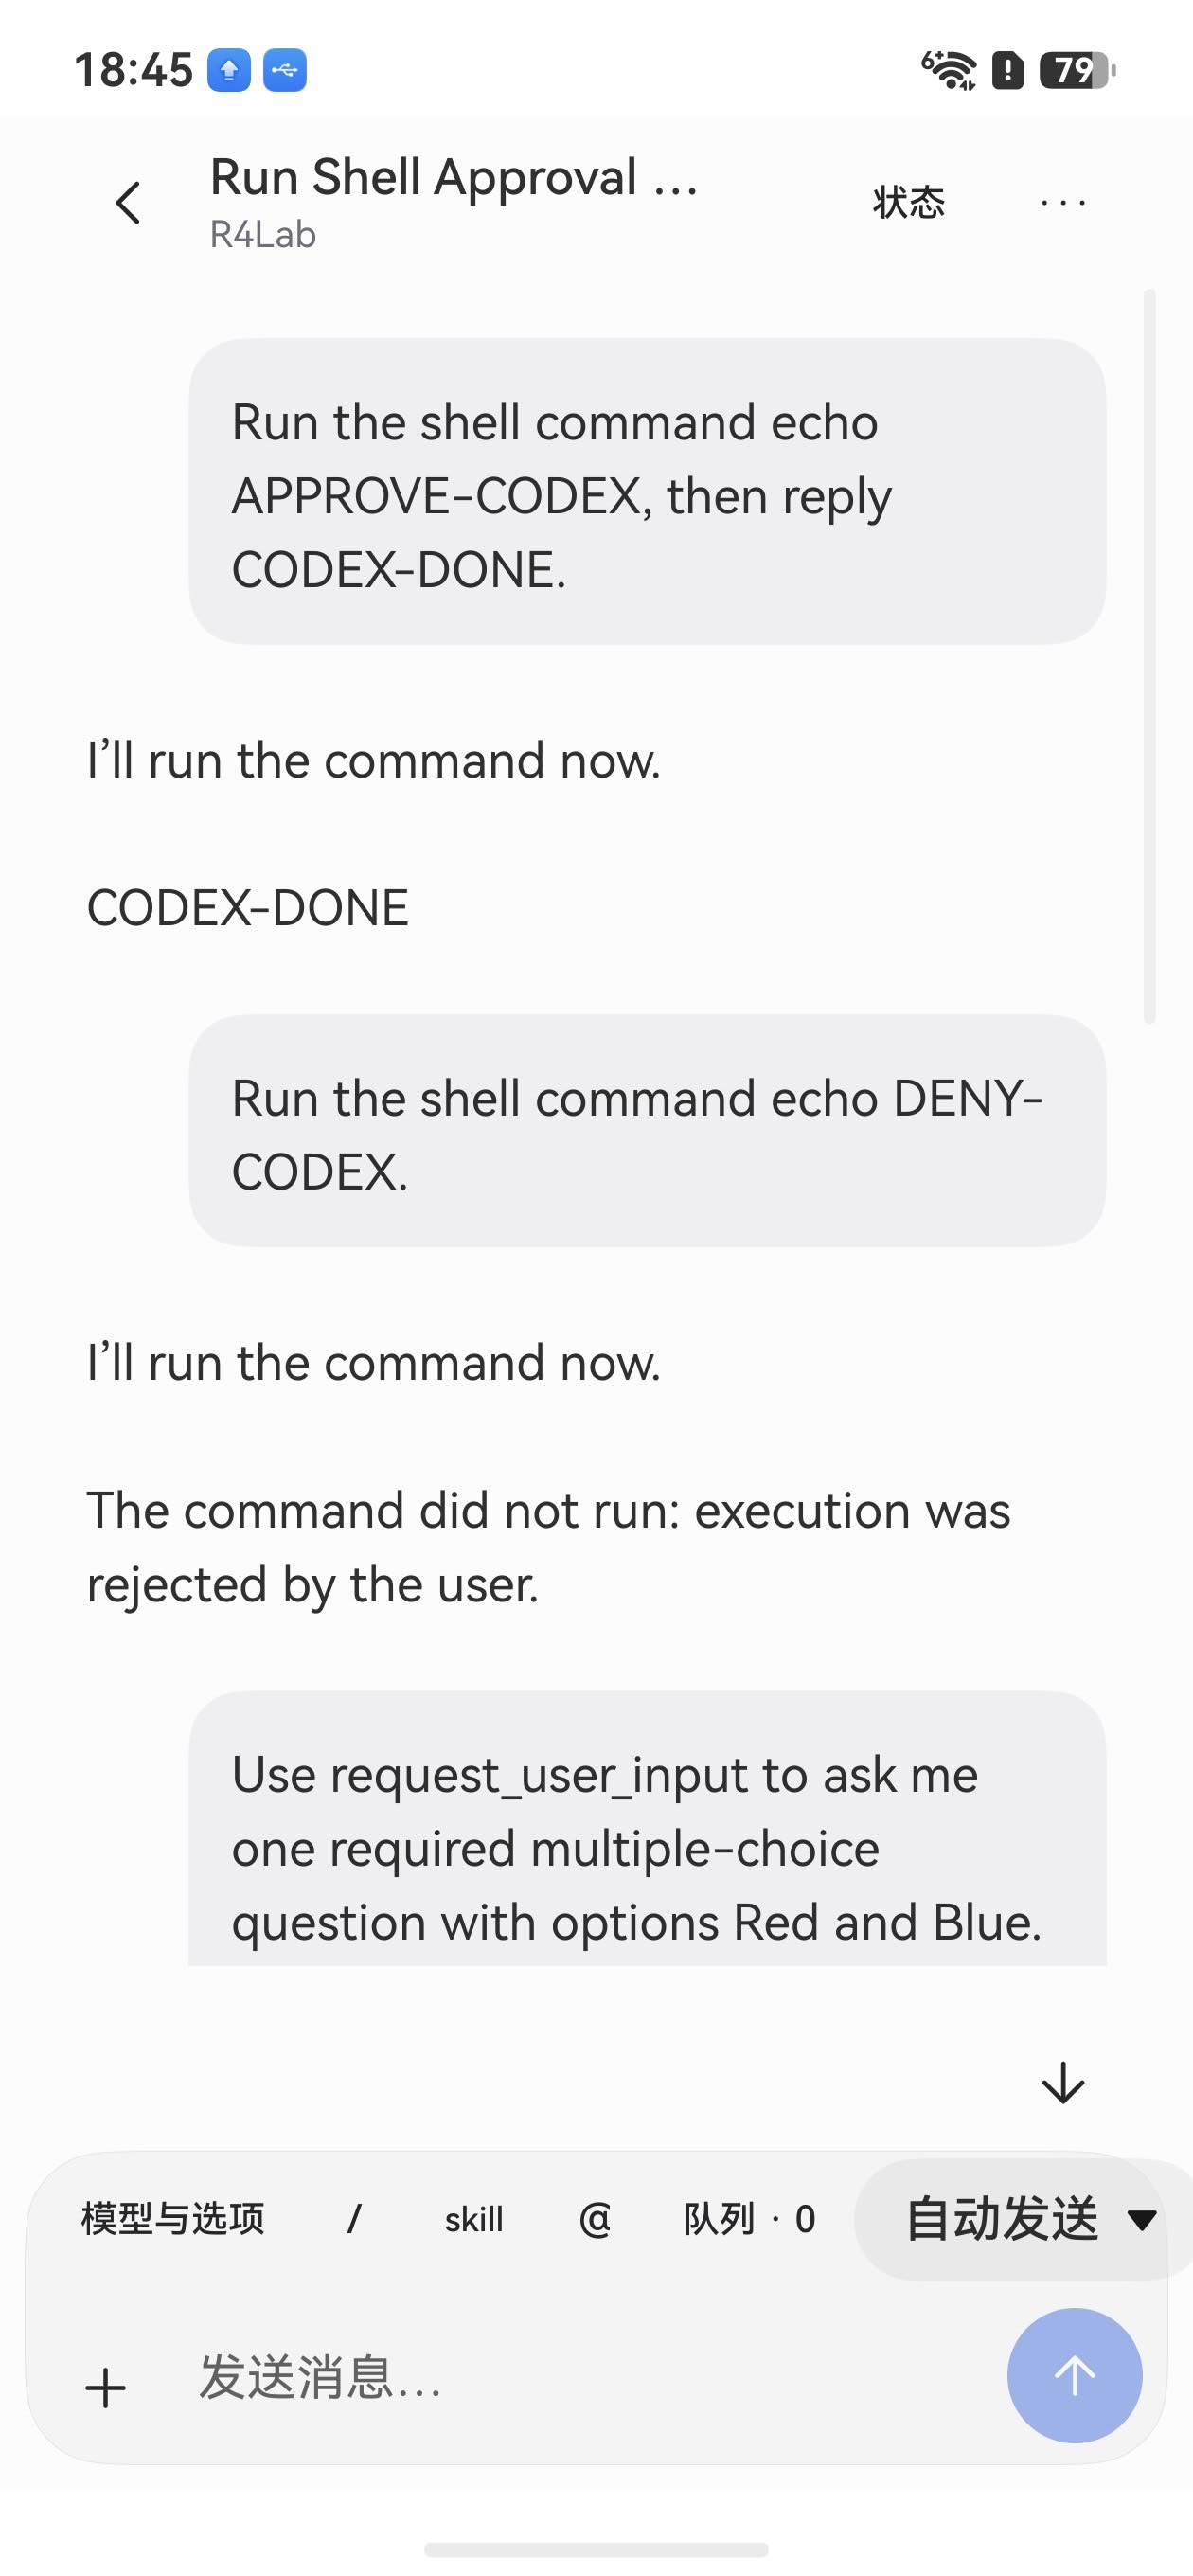 18:45
79
Run Shell Approval ...
R4Lab
状态
Run the shell command echo
APPROVE-CODEX, then reply
CODEX-DONE.
I’ll run the command now.
CODEX-DONE
Run the shell command echo DENY-
CODEX.
I’ll run the command now.
The command did not run: execution was
rejected by the user.
Use request_user_input to ask me
one required multiple-choice
question with options Red and Blue.
模型与选项 / skill @ 队列 · 0 自动发送
发送消息...